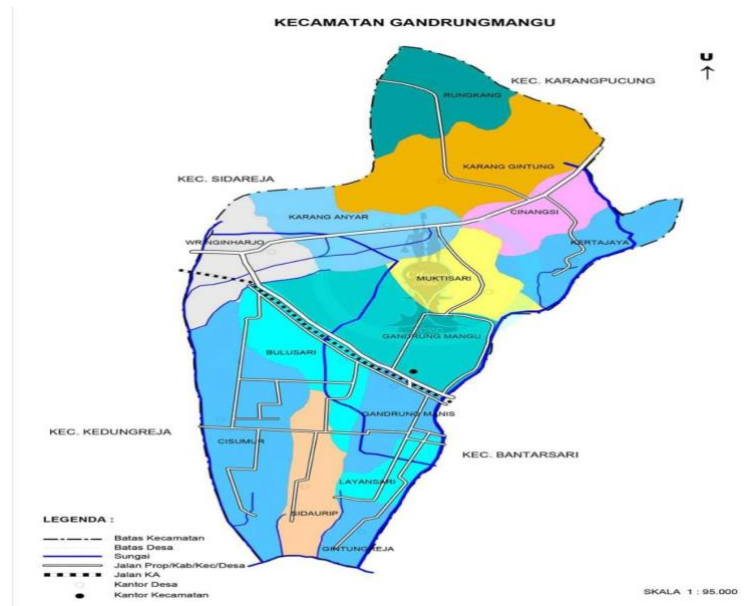 KECAMATAN GANDRUNGMANGU
U
KEC. KARANGPUCUNG
RUNGKANG
KARANG GINTUNG
KEC. SIDAREJA
CINANGSI
KARANG ANYAR
WRINGINHARJO
KERTAJAYA
MUKTISARI
GANDRUNG MANGU
BULUSARI
GANDRUNG MANIS
KEC. KEDUNGREJA
CISUMUR
KEC. BANTARSARI
LAYANSARI
SIDAURIP
GINTUNGREJA
LEGENDA :
Batas Kecamatan
Batas Desa
Sungai
Jalan Prop/Kab/Kec/Desa
Jalan KA
Kantor Desa
Kantor Kecamatan
SKALA 1 : 95.000